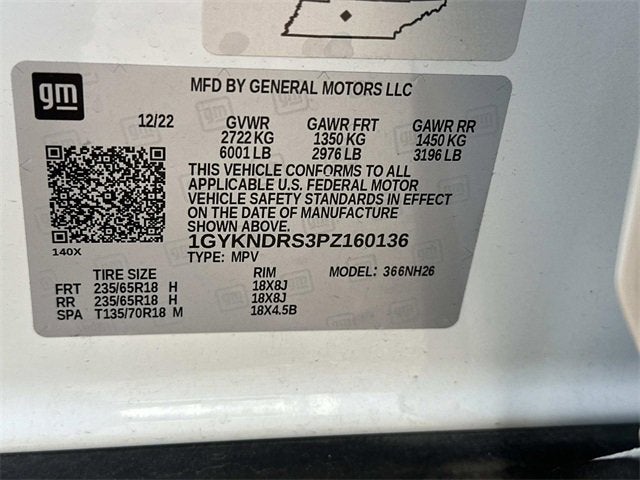 gm
MFD BY GENERAL MOTORS LLC
12/22 GVWR GAWR FRT GAWR RR
2722 KG 1350 KG 1450 KG
6001 LB 2976 LB 3196 LB
THIS VEHICLE CONFORMS TO ALL
APPLICABLE U.S. FEDERAL MOTOR
VEHICLE SAFETY STANDARDS IN EFFECT
ON THE DATE OF MANUFACTURE
SHOWN ABOVE.
1GYKNDRS3PZ160136
140X TYPE: MPV
TIRE SIZE RIM MODEL: 366NH26
FRT 235/65R18 H 18X8J
RR 235/65R18 H 18X8J
SPA T135/70R18 M 18X4.5B